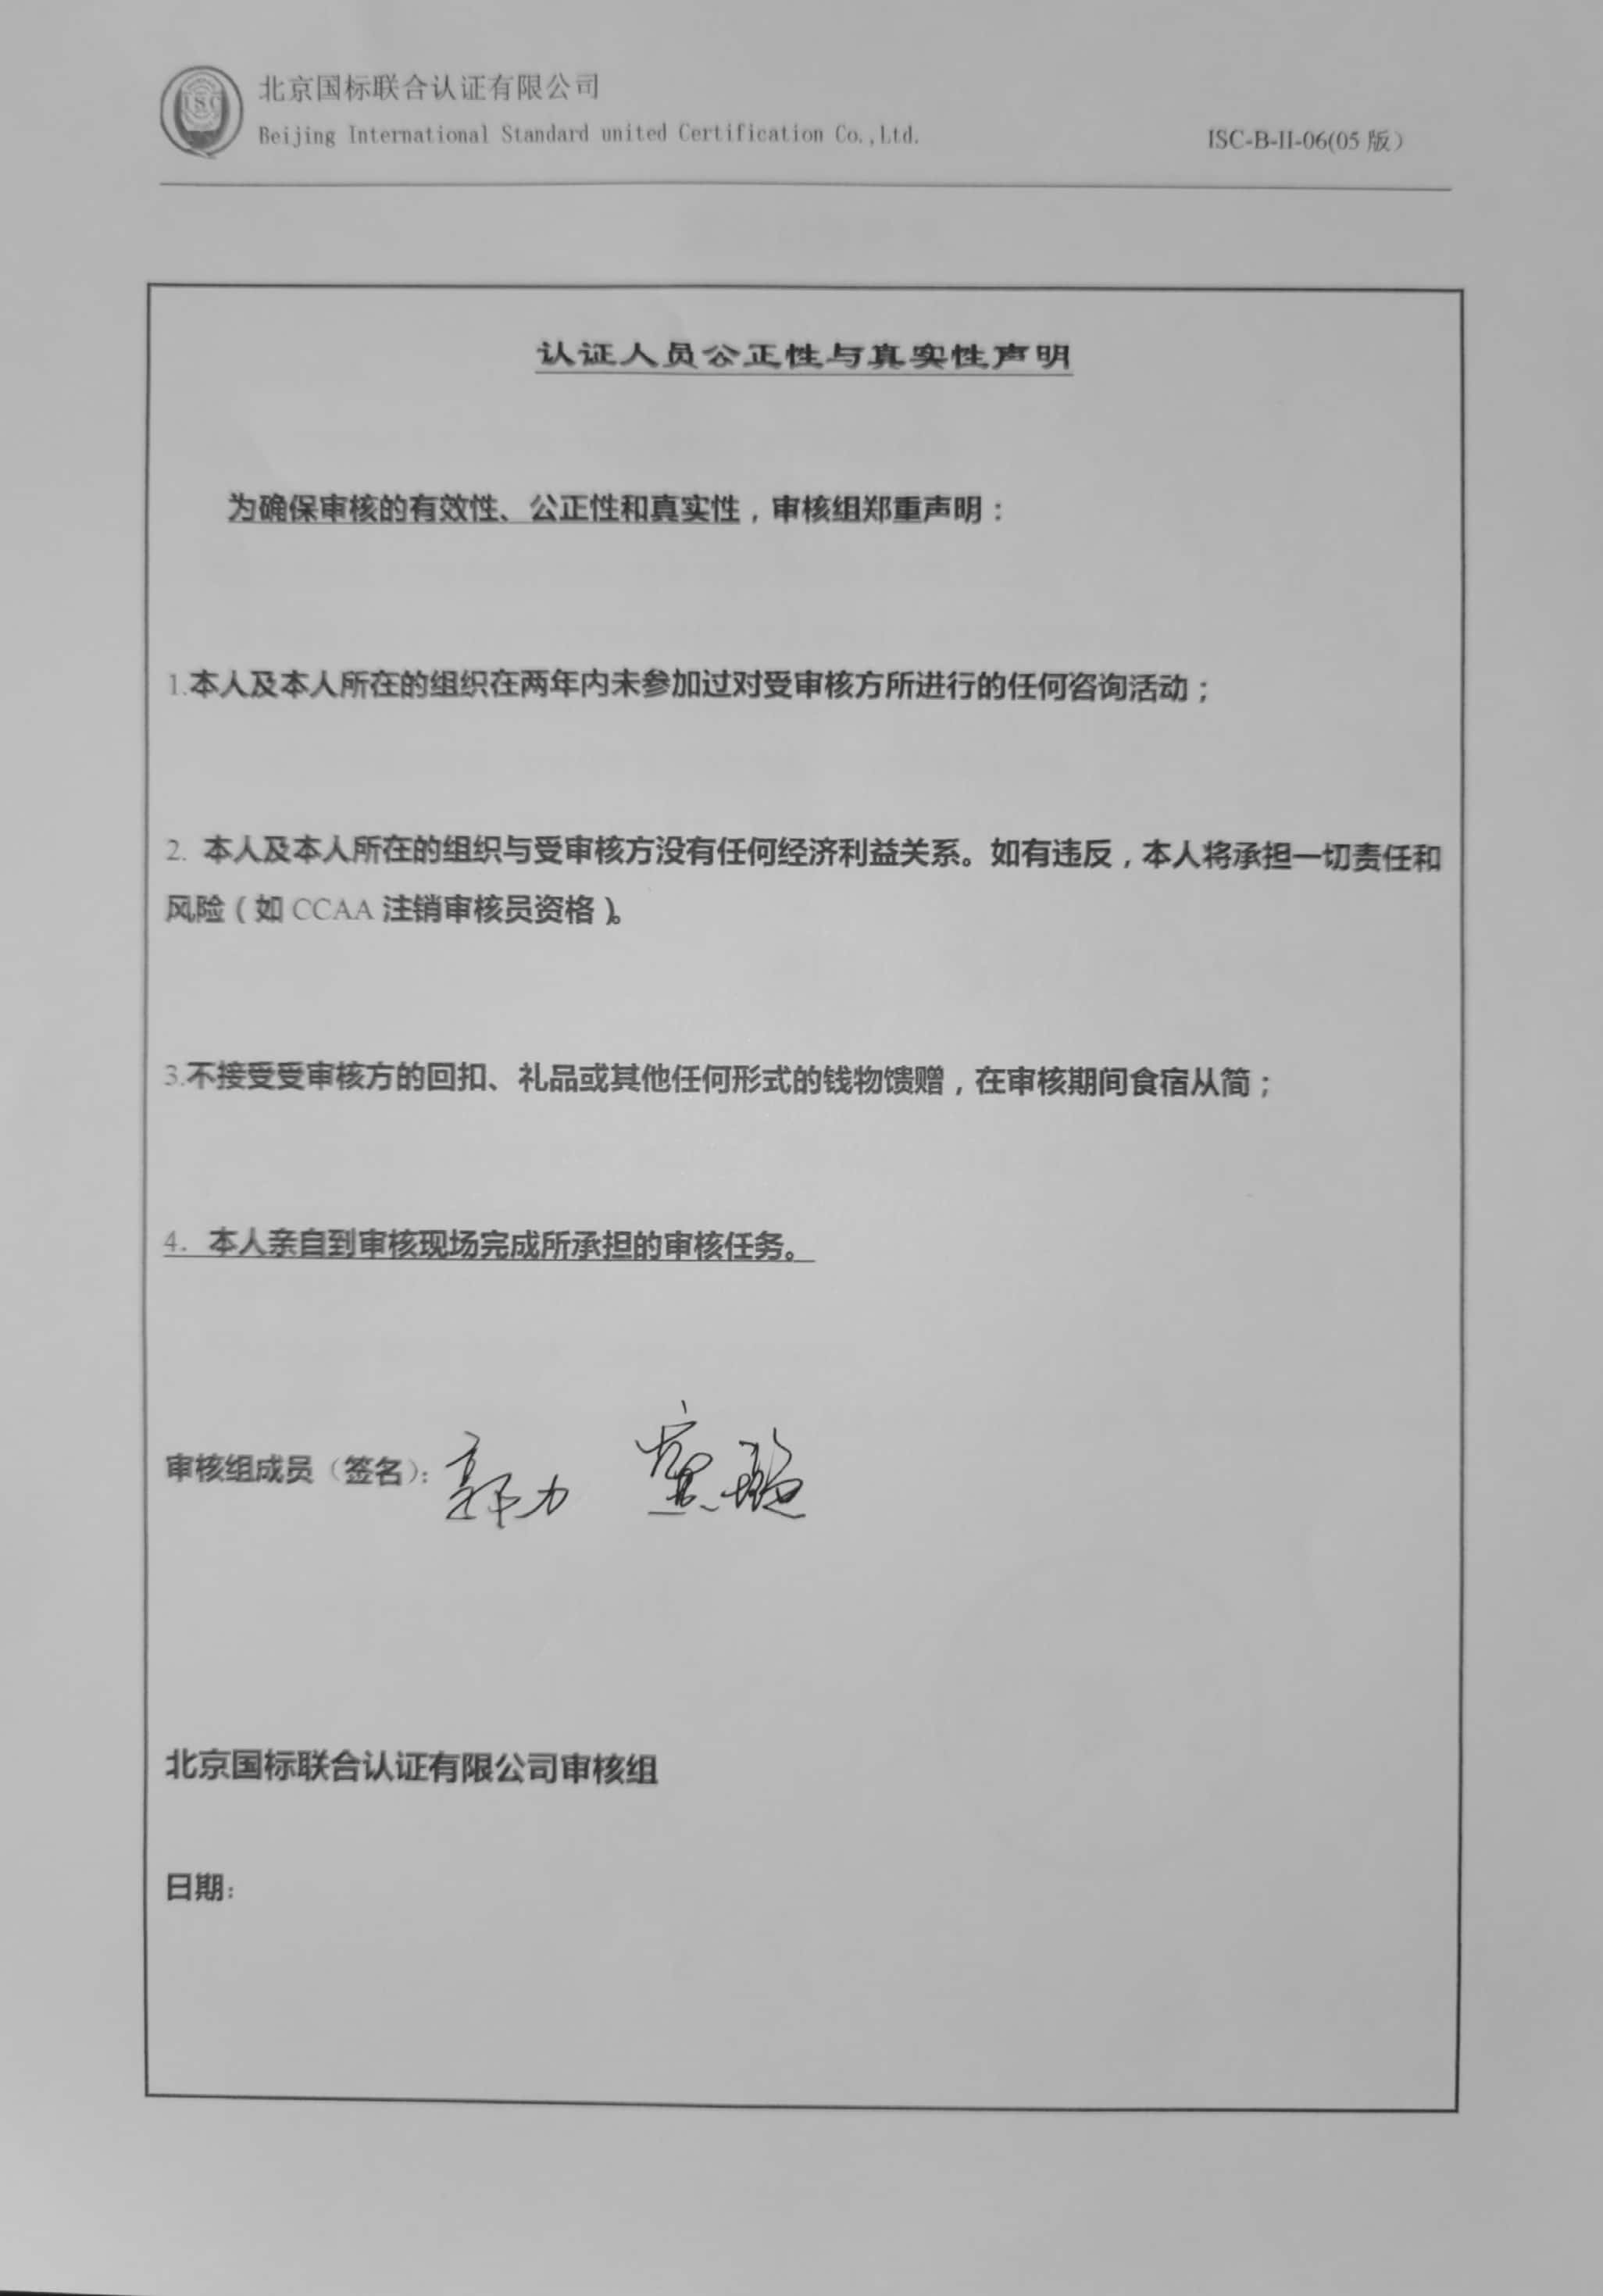 ISC
北京国标联合认证有限公司
Beijing International Standard united Certification Co.,Ltd.
ISC-B-II-06(05 版)
认证人员公正性与真实性声明
为确保审核的有效性、公正性和真实性，审核组郑重声明：
1.本人及本人所在的组织在两年内未参加过对受审核方所进行的任何咨询活动；
2. 本人及本人所在的组织与受审核方没有任何经济利益关系。如有违反，本人将承担一切责任和
风险（如 CCAA 注销审核员资格）。
3.不接受受审核方的回扣、礼品或其他任何形式的钱物馈赠，在审核期间食宿从简；
4. 本人亲自到审核现场完成所承担的审核任务。
审核组成员（签名）：郭力
北京国标联合认证有限公司审核组
日期：